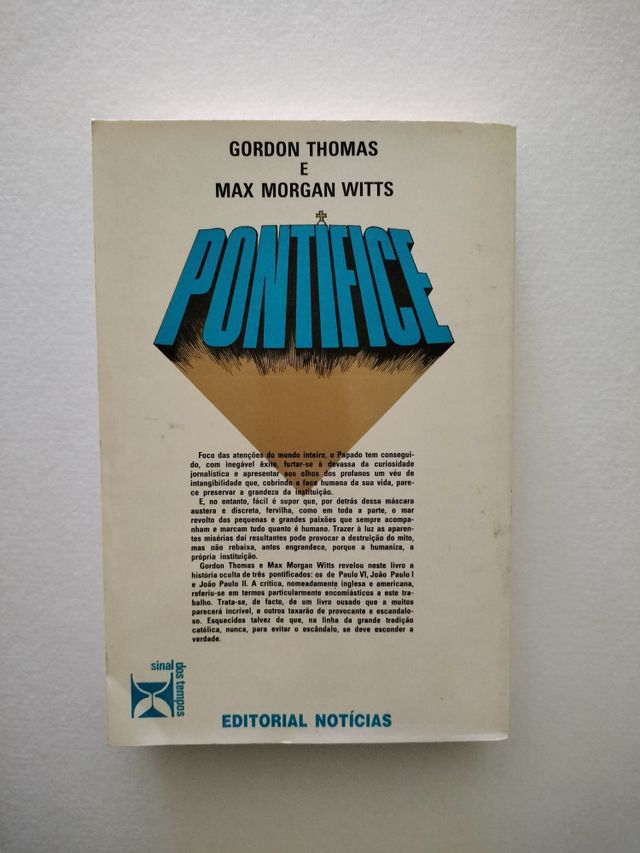 GORDON THOMAS
E
MAX MORGAN WITTS
PONTÍFICE
Foco das atenções do mundo inteiro, o Papado tem consegui-
do, com inegável êxito, furtar-se à devassa da curiosidade
jornalística e apresentar aos olhos dos profanos um véu de
intangibilidade que, cobrindo a face humana da sua vida, pare-
ce preservar a grandeza da instituição.
E, no entanto, fácil é supor que, por detrás dessa máscara
austera e discreta, fervilha, como em toda a parte, o mar
revolto das pequenas e grandes paixões que sempre acompa-
nham e marcam tudo quanto é humano. Trazer à luz as aparen-
tes misérias daí resultantes pode provocar a destruição do mito,
mas não rebaixa, antes engrandece, porque a humaniza, a
própria instituição.
Gordon Thomas e Max Morgan Witts revelou neste livro a
história oculta de três pontificados: os de Paulo VI, João Paulo I
e João Paulo II. A crítica, nomeadamente inglesa e americana,
referiu-se em termos particularmente encomiásticos a este tra-
balho. Trata-se, de facto, de um livro ousado que a muitos
parecerá incrível, e outros taxarão de provocante e escandalo-
so. Esquecidos talvez de que, na linha da grande tradição
católica, nunca, para evitar o escândalo, se deve esconder a
verdade.
sinal
dos tempos
EDITORIAL NOTÍCIAS